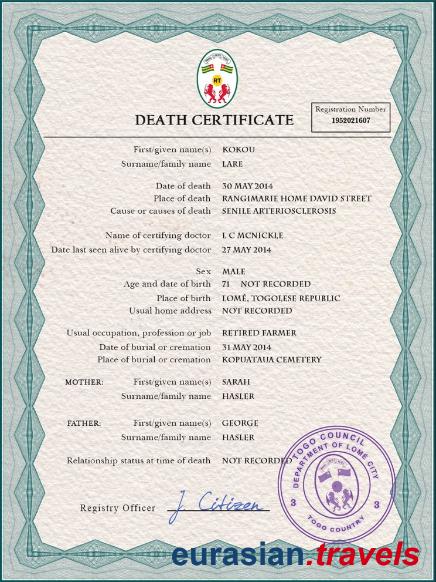 RT
DEATH CERTIFICATE
Registration Number
1952021607
First/given name(s) KOKOU
Surname/family name LARE
Date of death 30 MAY 2014
Place of death RANGIMARIE HOME DAVID STREET
Cause or causes of death SENILE ARTERIOSCLEROSIS
Name of certifying doctor I. C MCNICKLE
Date last seen alive by certifying doctor 27 MAY 2014
Sex MALE
Age and date of birth 71 NOT RECORDED
Place of birth LOMÉ, TOGOLESE REPUBLIC
Usual home address NOT RECORDED
Usual occupation, profession or job RETIRED FARMER
Date of burial or cremation 31 MAY 2014
Place of burial or cremation KOPUATAUA CEMETERY
MOTHER: First/given name(s) SARAH
Surname/family name HASLER
FATHER: First/given name(s) GEORGE
Surname/family name HASLER
Relationship status at time of death NOT RECORDED
Registry Officer J. Citizen
TOGO COUNCIL
DEPARTMENT OF LOME CITY
3 3
TOGO COUNTRY
eurasian.travels